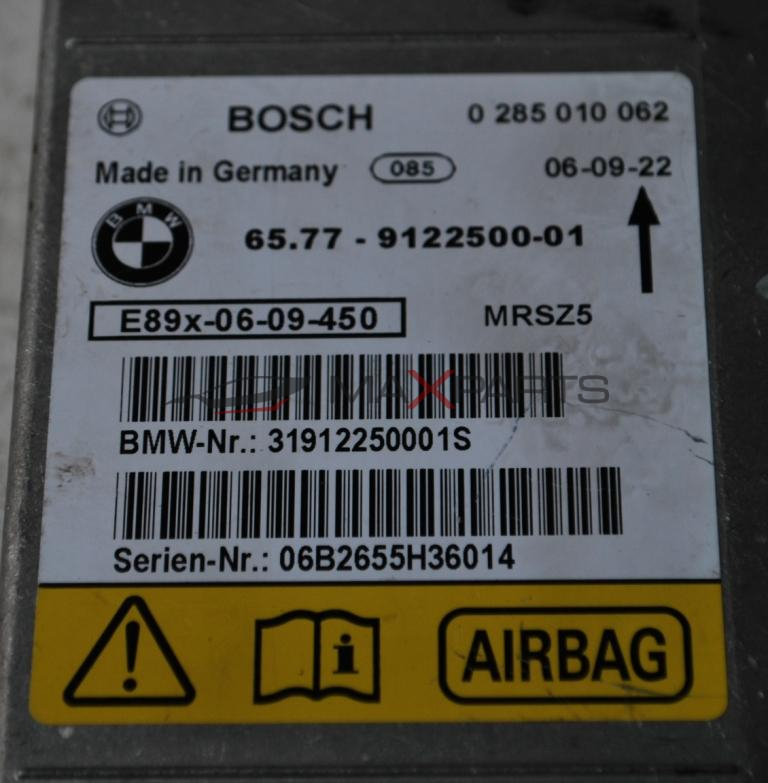 BOSCH 0 285 010 062
Made in Germany 085 06-09-22
BMW 65.77 - 9122500-01
E89x-06-09-450 MRSZ5
MAXPARTS
BMW-Nr.: 31912250001S
Serien-Nr.: 06B2655H36014
AIRBAG